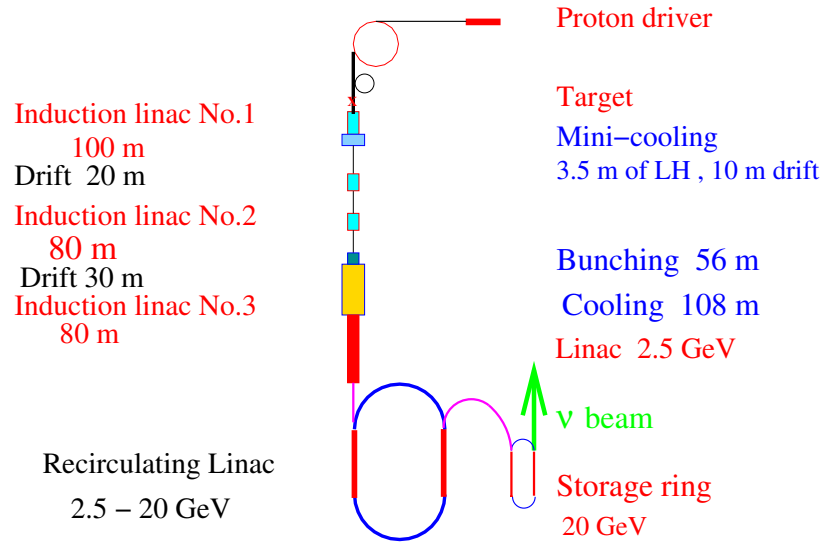 Proton driver
x
Target
Induction linac No.1
100 m
Drift 20 m
Mini−cooling
3.5 m of LH , 10 m drift
Induction linac No.2
80 m
Drift 30 m
Induction linac No.3
80 m
Bunching 56 m
Cooling 108 m
Linac 2.5 GeV
ν beam
Recirculating Linac
2.5 − 20 GeV
Storage ring
20 GeV